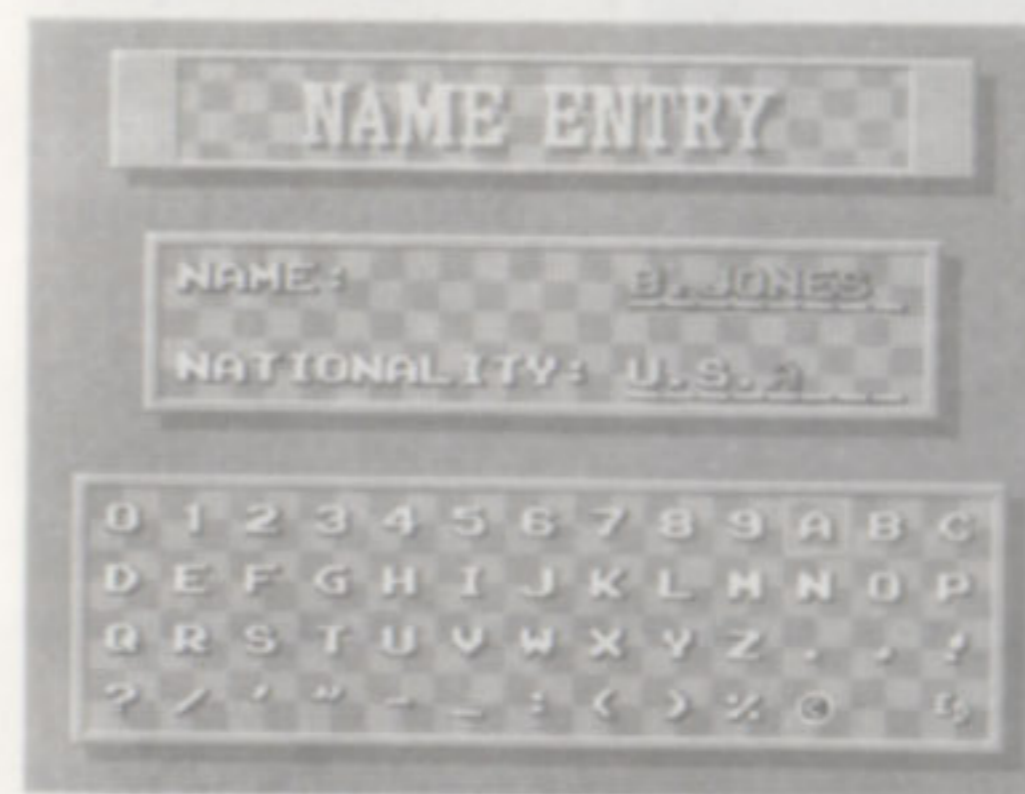 NAME ENTRY
NAME: B.JONES
NATIONALITY: U.S.A
0 1 2 3 4 5 6 7 8 9 A B C
D E F G H I J K L M N O P
Q R S T U V W X Y Z . , !
? / ' " - _ : ( ) % ©